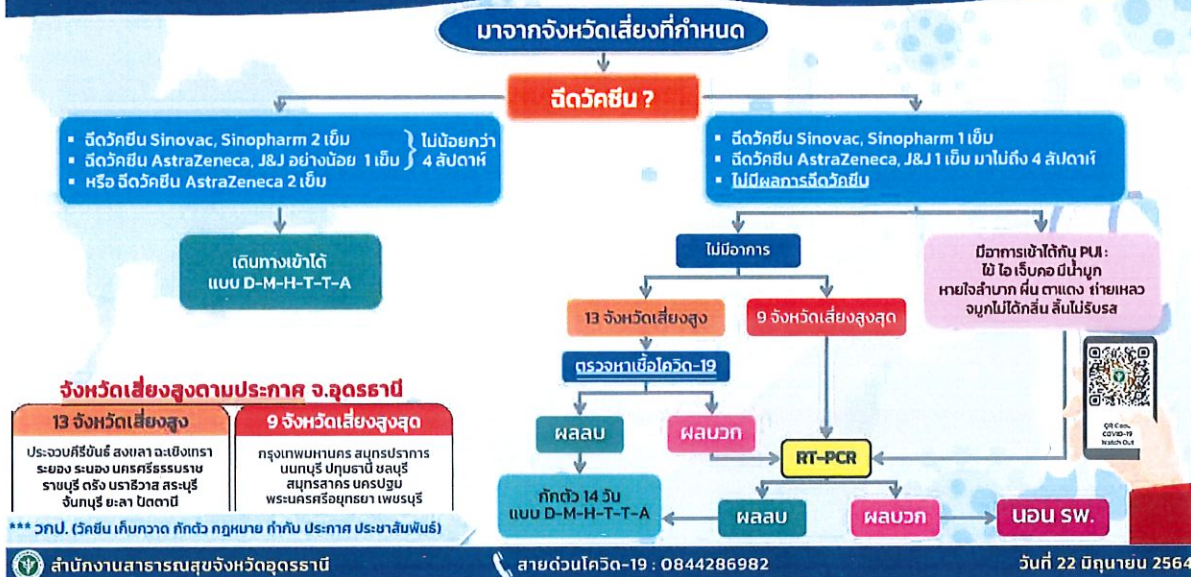 มาจากจังหวัดเสี่ยงที่กำหนด
ฉีดวัคซีน ?
▪ ฉีดวัคซีน Sinovac, Sinopharm 2 เข็ม
▪ ฉีดวัคซีน AstraZeneca, J&J อย่างน้อย 1 เข็ม
ไม่น้อยกว่า
4 สัปดาห์
▪ หรือ ฉีดวัคซีน AstraZeneca 2 เข็ม
▪ ฉีดวัคซีน Sinovac, Sinopharm 1 เข็ม
▪ ฉีดวัคซีน AstraZeneca, J&J 1 เข็ม มาไม่ถึง 4 สัปดาห์
▪ ไม่มีผลการฉีดวัคซีน
เดินทางเข้าได้
แบบ D-M-H-T-T-A
ไม่มีอาการ
มีอาการเข้าได้กับ PUI :
ไข้ ไอ เจ็บคอ มีน้ำมูก
หายใจลำบาก ผื่น ตาแดง ถ่ายเหลว
จมูกไม่ได้กลิ่น ลิ้นไม่รับรส
13 จังหวัดเสี่ยงสูง
9 จังหวัดเสี่ยงสูงสุด
ตรวจหาเชื้อโควิด-19
QR Code
COVID-19
Watch Out
ผลลบ
ผลบวก
RT-PCR
กักตัว 14 วัน
แบบ D-M-H-T-T-A
ผลลบ
ผลบวก
นอน รพ.
จังหวัดเสี่ยงสูงตามประกาศ จ.อุดรธานี
13 จังหวัดเสี่ยงสูง
ประจวบคีรีขันธ์ สงขลา ฉะเชิงเทรา
ระยอง ระนอง นครศรีธรรมราช
ราชบุรี ตรัง นราธิวาส สระบุรี
จันทบุรี ยะลา ปัตตานี
9 จังหวัดเสี่ยงสูงสุด
กรุงเทพมหานคร สมุทรปราการ
นนทบุรี ปทุมธานี ชลบุรี
สมุทรสาคร นครปฐม
พระนครศรีอยุทธยา เพชรบุรี
*** วกป. (วัคซีน เก็บกวาด กักตัว กฎหมาย กำกับ ประกาศ ประชาสัมพันธ์)
สำนักงานสาธารณสุขจังหวัดอุดรธานี
สายด่วนโควิด-19 : 0844286982
วันที่ 22 มิถุนายน 2564